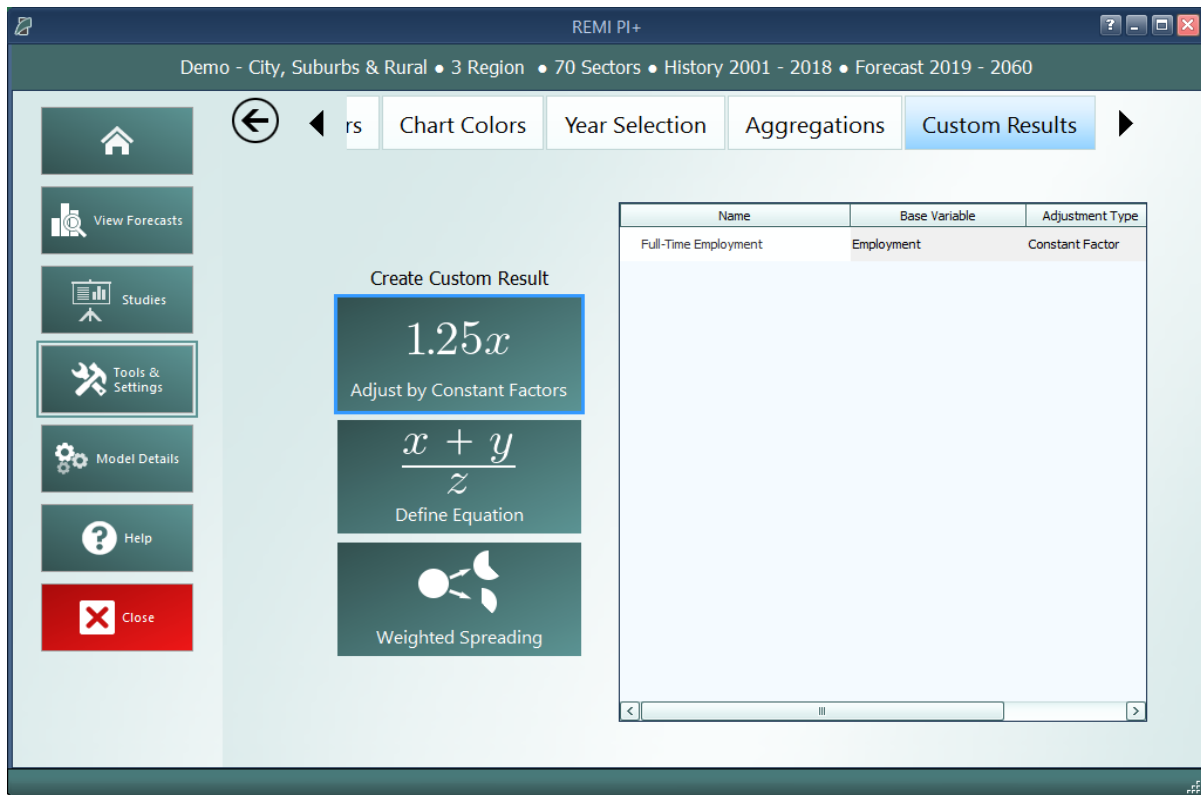 REMI PI+
Demo - City, Suburbs & Rural ● 3 Region ● 70 Sectors ● History 2001 - 2018 ● Forecast 2019 - 2060
rs
Chart Colors
Year Selection
Aggregations
Custom Results
View Forecasts
Studies
Tools &
Settings
Model Details
Help
Close
Create Custom Result
1.25x
Adjust by Constant Factors
x + y
z
Define Equation
Weighted Spreading
Name Base Variable Adjustment Type
Full-Time Employment Employment Constant Factor